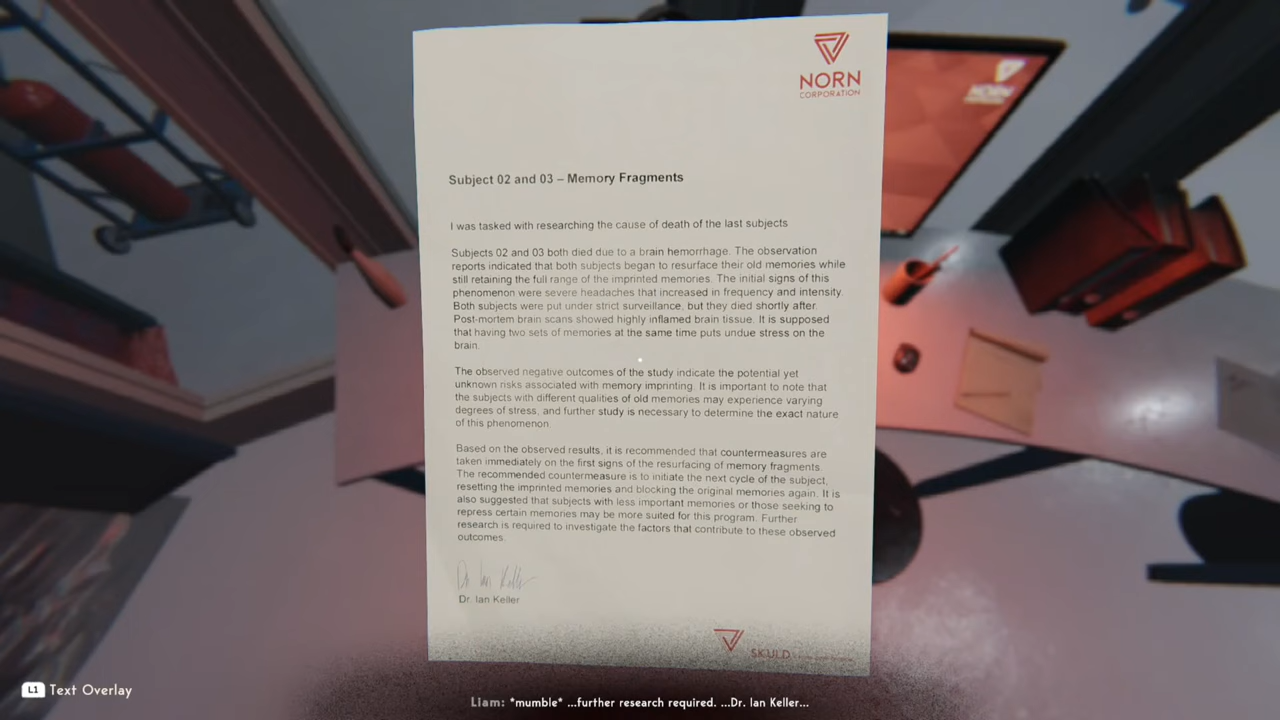 NORN
CORPORATION
NORN
Subject 02 and 03 – Memory Fragments
I was tasked with researching the cause of death of the last subjects
Subjects 02 and 03 both died due to a brain hemorrhage. The observation
reports indicated that both subjects began to resurface their old memories while
still retaining the full range of the imprinted memories. The initial signs of this
phenomenon were severe headaches that increased in frequency and intensity.
Both subjects were put under strict surveillance, but they died shortly after.
Post-mortem brain scans showed highly inflamed brain tissue. It is supposed
that having two sets of memories at the same time puts undue stress on the
brain.
The observed negative outcomes of the study indicate the potential yet
unknown risks associated with memory imprinting. It is important to note that
the subjects with different qualities of old memories may experience varying
degrees of stress, and further study is necessary to determine the exact nature
of this phenomenon.
Based on the observed results, it is recommended that countermeasures are
taken immediately on the first signs of the resurfacing of memory fragments.
The recommended countermeasure is to initiate the next cycle of the subject,
resetting the imprinted memories and blocking the original memories again. It is
also suggested that subjects with less important memories or those seeking to
repress certain memories may be more suited for this program. Further
research is required to investigate the factors that contribute to these observed
outcomes.
Dr. Ian Keller
Dr. Ian Keller
SKULD
L1 Text Overlay
Liam: *mumble* ...further research required. ...Dr. Ian Keller...